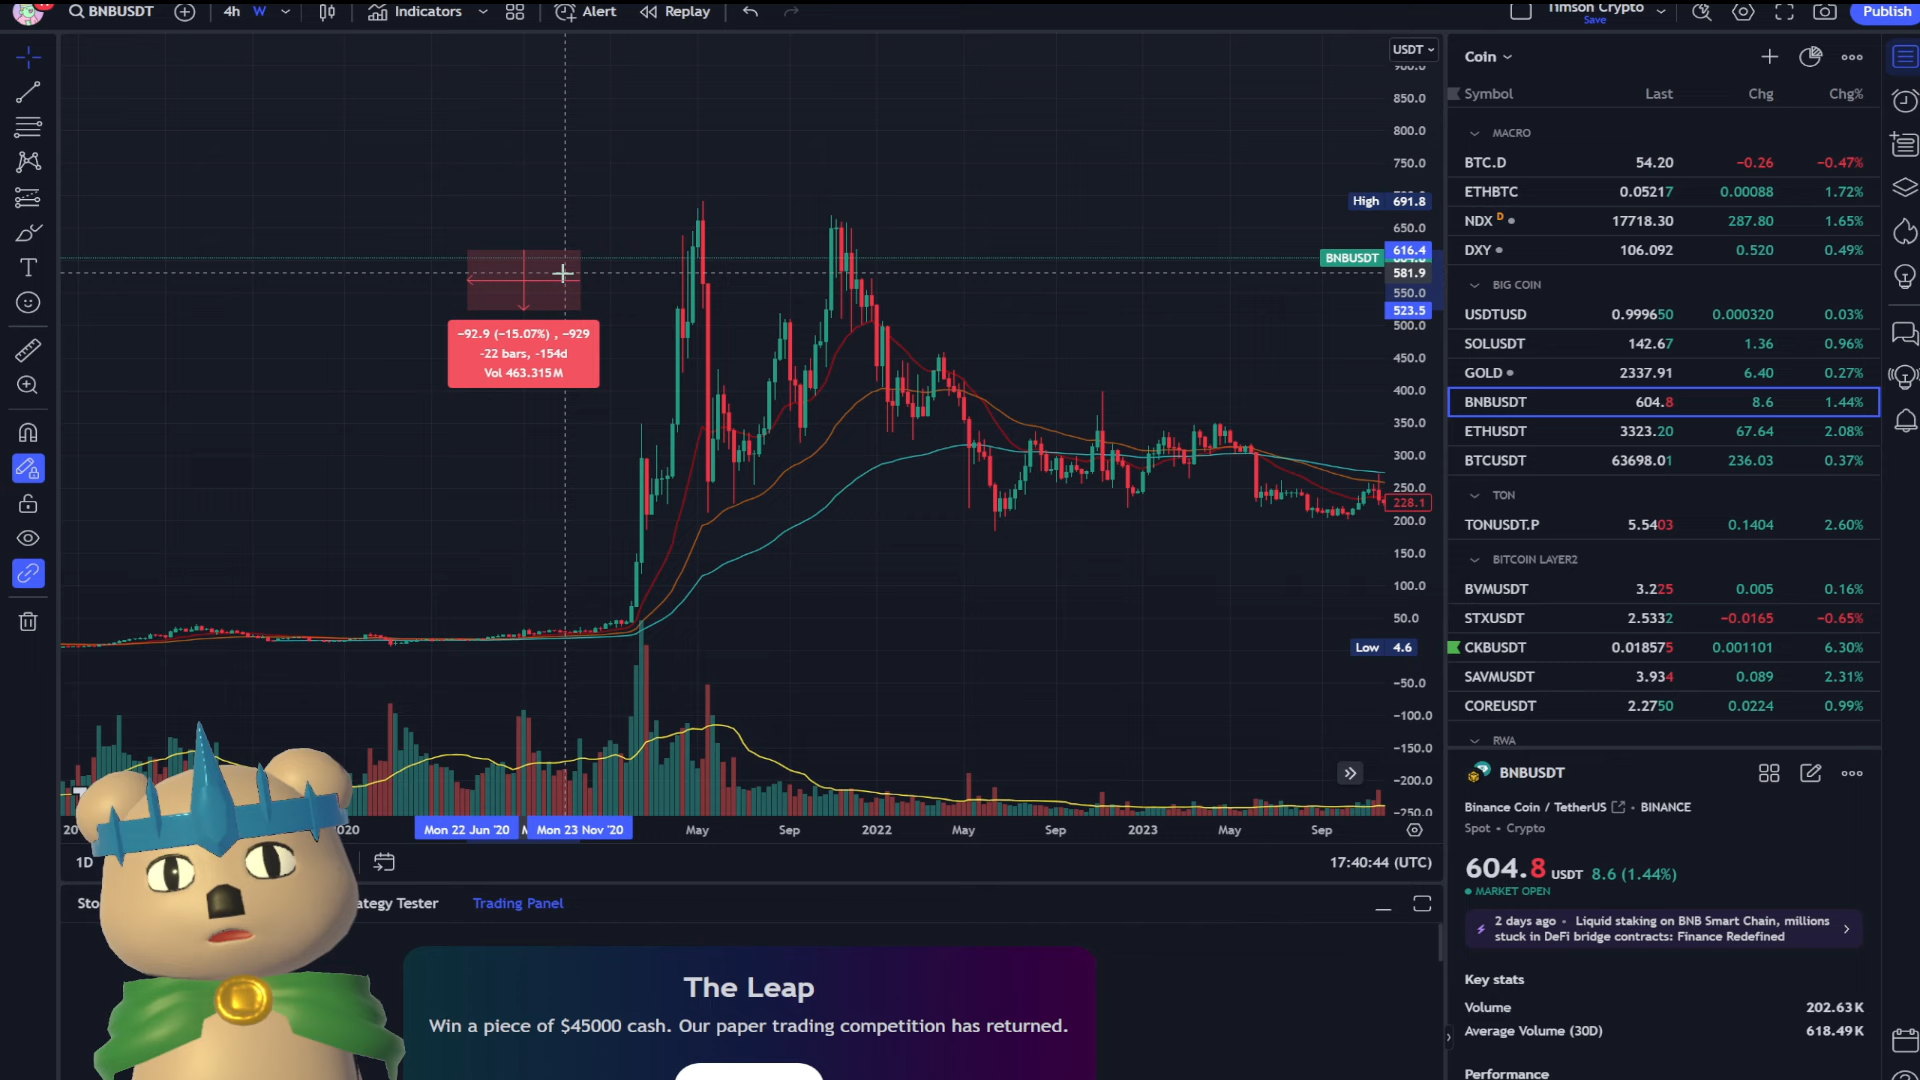 BNBUSDT
4h
W
Indicators
Alert
Replay
Timson Crypto
Save
Publish
USDT
900.0
850.0
800.0
750.0
High 691.8
650.0
BNBUSDT
616.4
581.9
550.0
523.5
500.0
450.0
400.0
350.0
300.0
250.0
228.1
200.0
150.0
100.0
50.0
Low 4.6
−50.0
−100.0
−150.0
−200.0
−250.0
−92.9 (−15.07%) , −929
-22 bars, -154d
Vol 463.315M
Mon 22 Jun '20
Mon 23 Nov '20
May
Sep
2022
May
Sep
2023
May
Sep
1D
17:40:44 (UTC)
Trading Panel
The Leap
Win a piece of $45000 cash. Our paper trading competition has returned.
Coin
Symbol Last Chg Chg%
MACRO
BTC.D 54.20 −0.26 −0.47%
ETHBTC 0.05217 0.00088 1.72%
NDX D 17718.30 287.80 1.65%
DXY 106.092 0.520 0.49%
BIG COIN
USDTUSD 0.999650 0.000320 0.03%
SOLUSDT 142.67 1.36 0.96%
GOLD 2337.91 6.40 0.27%
BNBUSDT 604.8 8.6 1.44%
ETHUSDT 3323.20 67.64 2.08%
BTCUSDT 63698.01 236.03 0.37%
TON
TONUSDT.P 5.5403 0.1404 2.60%
BITCOIN LAYER2
BVMUSDT 3.225 0.005 0.16%
STXUSDT 2.5332 −0.0165 −0.65%
CKBUSDT 0.018575 0.001101 6.30%
SAVMUSDT 3.934 0.089 2.31%
COREUSDT 2.2750 0.0224 0.99%
RWA
BNBUSDT
Binance Coin / TetherUS • BINANCE
Spot • Crypto
604.8 USDT 8.6 (1.44%)
MARKET OPEN
2 days ago • Liquid staking on BNB Smart Chain, millions
stuck in DeFi bridge contracts: Finance Redefined
Key stats
Volume 202.63K
Average Volume (30D) 618.49K
Performance